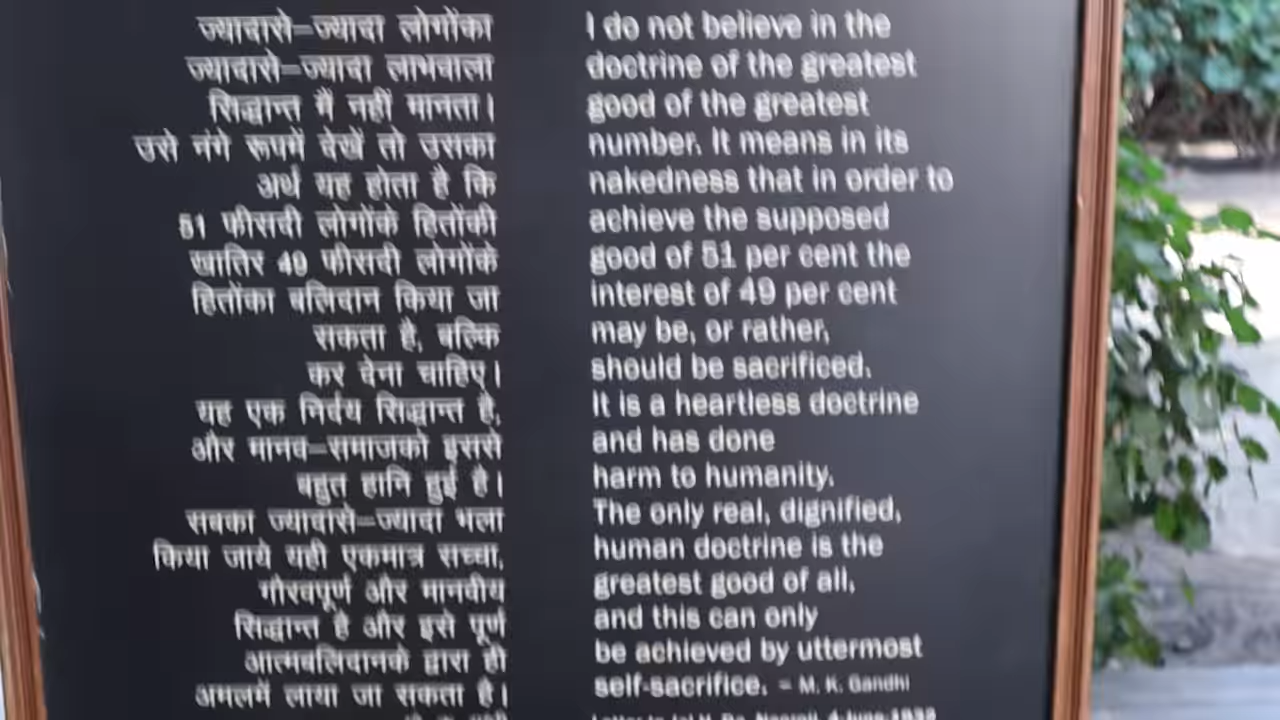 ज्यादासे–ज्यादा लोगोंका
ज्यादासे–ज्यादा लाभवाला
सिद्धान्त मैं नहीं मानता।
उसे नंगे रूपमें देखें तो उसका
अर्थ यह होता है कि
51 फीसदी लोगोंके हितोंकी
खातिर 49 फीसदी लोगोंके
हितोंका बलिदान किया जा
सकता है, बल्कि
कर देना चाहिए।
यह एक निर्दय सिद्धान्त है,
और मानव–समाजको इससे
बहुत हानि हुई है।
सबका ज्यादासे–ज्यादा भला
किया जाये यही एकमात्र सच्चा,
गौरवपूर्ण और मानवीय
सिद्धान्त है और इसे पूर्ण
आत्मबलिदानके द्वारा ही
अमलमें लाया जा सकता है।
I do not believe in the
doctrine of the greatest
good of the greatest
number. It means in its
nakedness that in order to
achieve the supposed
good of 51 per cent the
interest of 49 per cent
may be, or rather,
should be sacrificed.
It is a heartless doctrine
and has done
harm to humanity.
The only real, dignified,
human doctrine is the
greatest good of all,
and this can only
be achieved by uttermost
self-sacrifice. – M. K. Gandhi